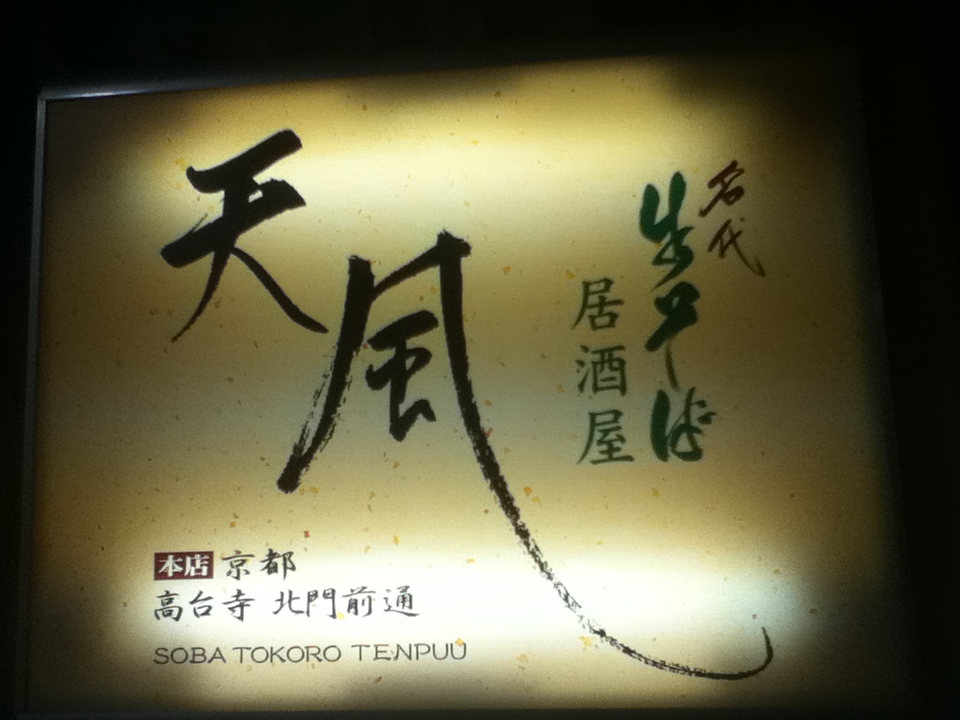 天風
名代
生そば
居酒屋
本店 京都
高台寺 北門前通
SOBA TOKORO TENPUU